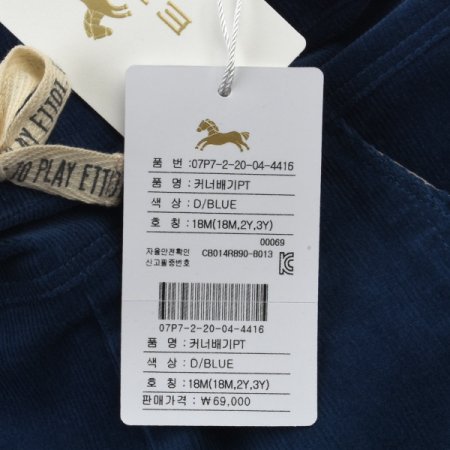 TO PLAY ETTOI
품 번 :07P7-2-20-04-4416
품 명 : 커너배기PT
색 상 : D/BLUE
호 칭 : 18M(18M,2Y,3Y)
00069
자율안전확인
신고필증번호
CB014R890-B013
07P7-2-20-04-4416
품 명 : 커너배기PT
색 상 : D/BLUE
호 칭 : 18M(18M,2Y,3Y)
판매가격 : ₩69,000